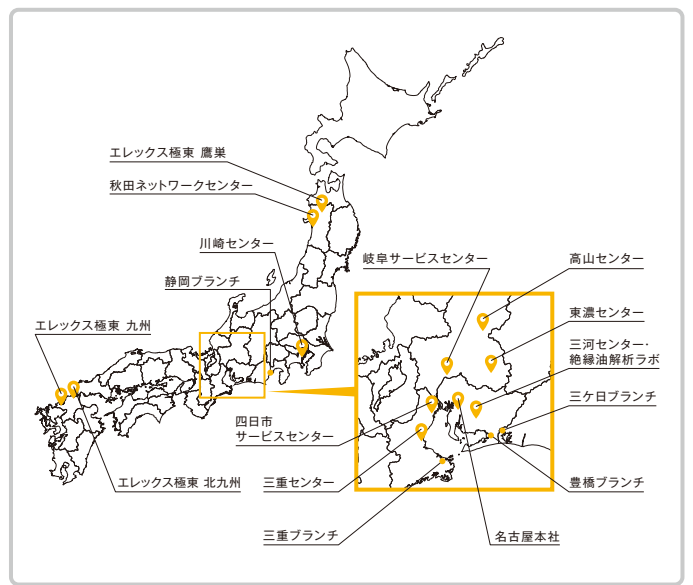 エレックス極東 鷹巣
秋田ネットワークセンター
川崎センター
静岡ブランチ
エレックス極東 九州
エレックス極東 北九州
岐阜サービスセンター
高山センター
東濃センター
三河センター・
絶縁油解析ラボ
三ケ日ブランチ
四日市
サービスセンター
三重センター
豊橋ブランチ
三重ブランチ
名古屋本社